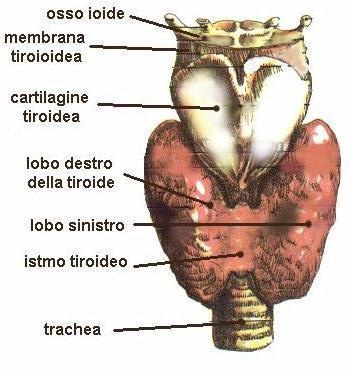 osso ioide
membrana
tiroioidea
cartilagine
tiroidea
lobo destro
della tiroide
lobo sinistro
istmo tiroideo
trachea